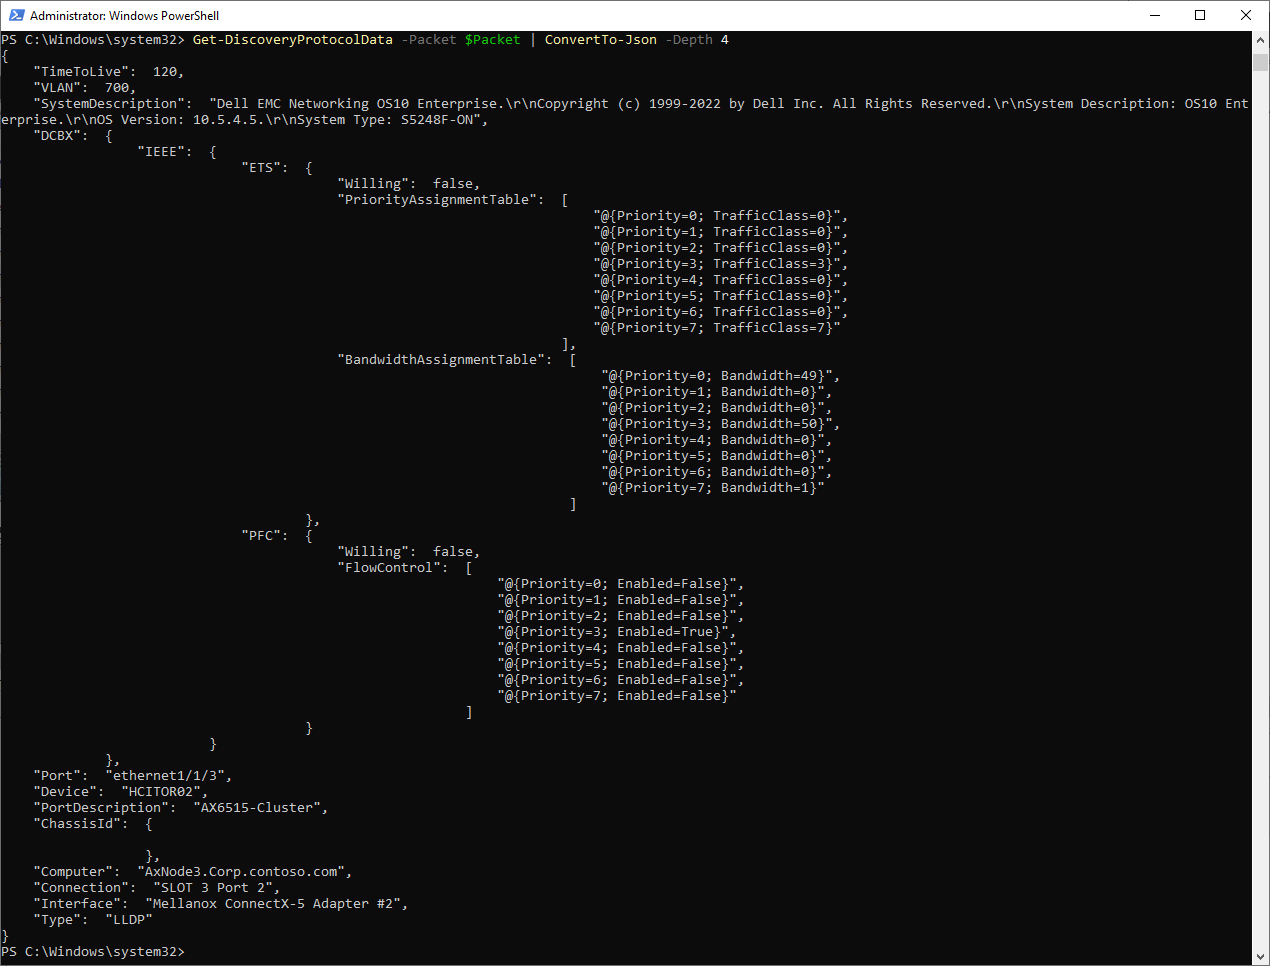 Administrator: Windows PowerShell
PS C:\Windows\system32> Get-DiscoveryProtocolData -Packet $Packet | ConvertTo-Json -Depth 4
{
    "TimeToLive":  120,
    "VLAN":  700,
    "SystemDescription":  "Dell EMC Networking OS10 Enterprise.\r\nCopyright (c) 1999-2022 by Dell Inc. All Rights Reserved.\r\nSystem Description: OS10 Ent
erprise.\r\nOS Version: 10.5.4.5.\r\nSystem Type: S5248F-ON",
    "DCBX":  {
                 "IEEE":  {
                              "ETS":  {
                                          "Willing":  false,
                                          "PriorityAssignmentTable":  [
                                                                          "@{Priority=0; TrafficClass=0}",
                                                                          "@{Priority=1; TrafficClass=0}",
                                                                          "@{Priority=2; TrafficClass=0}",
                                                                          "@{Priority=3; TrafficClass=3}",
                                                                          "@{Priority=4; TrafficClass=0}",
                                                                          "@{Priority=5; TrafficClass=0}",
                                                                          "@{Priority=6; TrafficClass=0}",
                                                                          "@{Priority=7; TrafficClass=7}"
                                                                      ],
                                          "BandwidthAssignmentTable":  [
                                                                           "@{Priority=0; Bandwidth=49}",
                                                                           "@{Priority=1; Bandwidth=0}",
                                                                           "@{Priority=2; Bandwidth=0}",
                                                                           "@{Priority=3; Bandwidth=50}",
                                                                           "@{Priority=4; Bandwidth=0}",
                                                                           "@{Priority=5; Bandwidth=0}",
                                                                           "@{Priority=6; Bandwidth=0}",
                                                                           "@{Priority=7; Bandwidth=1}"
                                                                       ]
                                      },
                              "PFC":  {
                                          "Willing":  false,
                                          "FlowControl":  [
                                                              "@{Priority=0; Enabled=False}",
                                                              "@{Priority=1; Enabled=False}",
                                                              "@{Priority=2; Enabled=False}",
                                                              "@{Priority=3; Enabled=True}",
                                                              "@{Priority=4; Enabled=False}",
                                                              "@{Priority=5; Enabled=False}",
                                                              "@{Priority=6; Enabled=False}",
                                                              "@{Priority=7; Enabled=False}"
                                                          ]
                                      }
                          }
             },
    "Port":  "ethernet1/1/3",
    "Device":  "HCITOR02",
    "PortDescription":  "AX6515-Cluster",
    "ChassisId":  {

                  },
    "Computer":  "AxNode3.Corp.contoso.com",
    "Connection":  "SLOT 3 Port 2",
    "Interface":  "Mellanox ConnectX-5 Adapter #2",
    "Type":  "LLDP"
}
PS C:\Windows\system32>